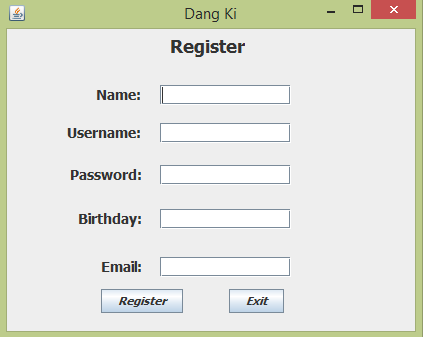 Dang Ki
Register
Name:
Username:
Password:
Birthday:
Email:
Register Exit